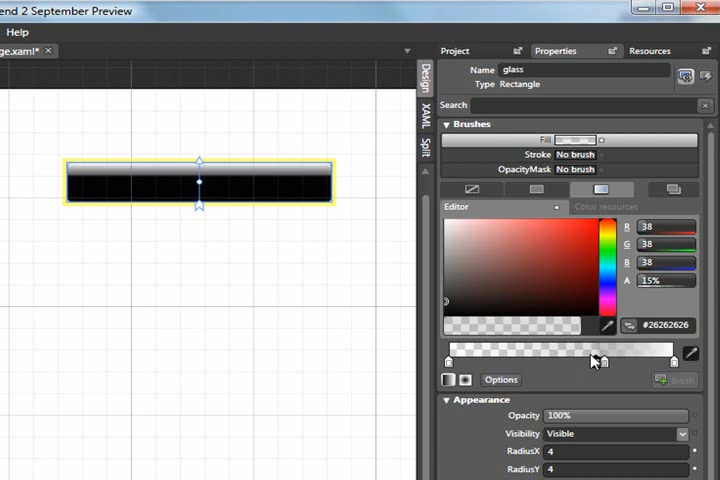 end 2 September Preview
Help
ge.xaml*
Project
Properties
Resources
Design
XAML
Split
Name glass
Type Rectangle
Search
Brushes
Fill
Stroke No brush
OpacityMask No brush
Editor
Color resources
R 38
G 38
B 38
A 15%
#26262626
Options
Brush
Appearance
Opacity 100%
Visibility Visible
RadiusX 4
RadiusY 4